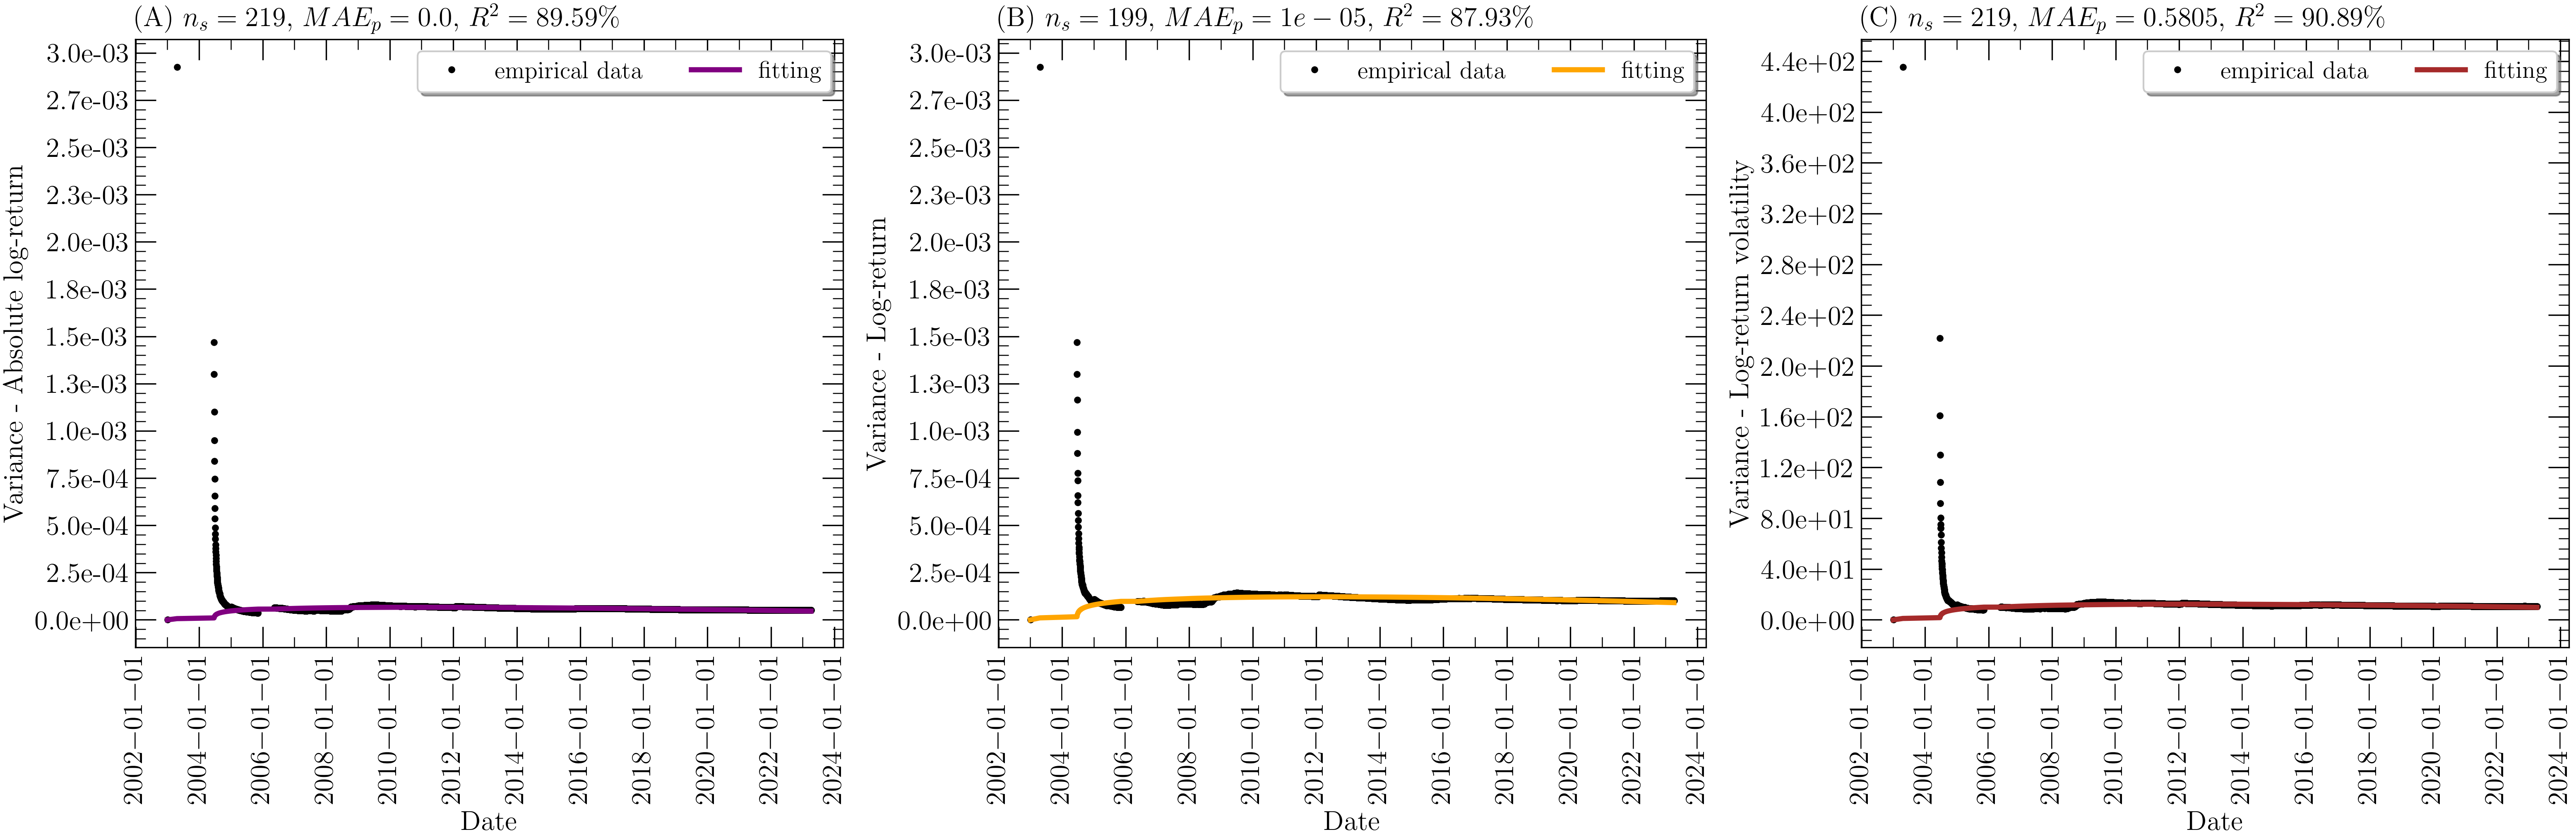 (A) n_s = 219, MAE_p = 0.0, R^2 = 89.59%
Variance - Absolute log-return
3.0e-03
2.7e-03
2.5e-03
2.3e-03
2.0e-03
1.8e-03
1.5e-03
1.3e-03
1.0e-03
7.5e-04
5.0e-04
2.5e-04
0.0e+00
empirical data
fitting
2002−01−01
2004−01−01
2006−01−01
2008−01−01
2010−01−01
2012−01−01
2014−01−01
2016−01−01
2018−01−01
2020−01−01
2022−01−01
2024−01−01
Date
(B) n_s = 199, MAE_p = 1e − 05, R^2 = 87.93%
Variance - Log-return
3.0e-03
2.7e-03
2.5e-03
2.3e-03
2.0e-03
1.8e-03
1.5e-03
1.3e-03
1.0e-03
7.5e-04
5.0e-04
2.5e-04
0.0e+00
empirical data
fitting
2002−01−01
2004−01−01
2006−01−01
2008−01−01
2010−01−01
2012−01−01
2014−01−01
2016−01−01
2018−01−01
2020−01−01
2022−01−01
2024−01−01
Date
(C) n_s = 219, MAE_p = 0.5805, R^2 = 90.89%
Variance - Log-return volatility
4.4e+02
4.0e+02
3.6e+02
3.2e+02
2.8e+02
2.4e+02
2.0e+02
1.6e+02
1.2e+02
8.0e+01
4.0e+01
0.0e+00
empirical data
fitting
2002−01−01
2004−01−01
2006−01−01
2008−01−01
2010−01−01
2012−01−01
2014−01−01
2016−01−01
2018−01−01
2020−01−01
2022−01−01
2024−01−01
Date